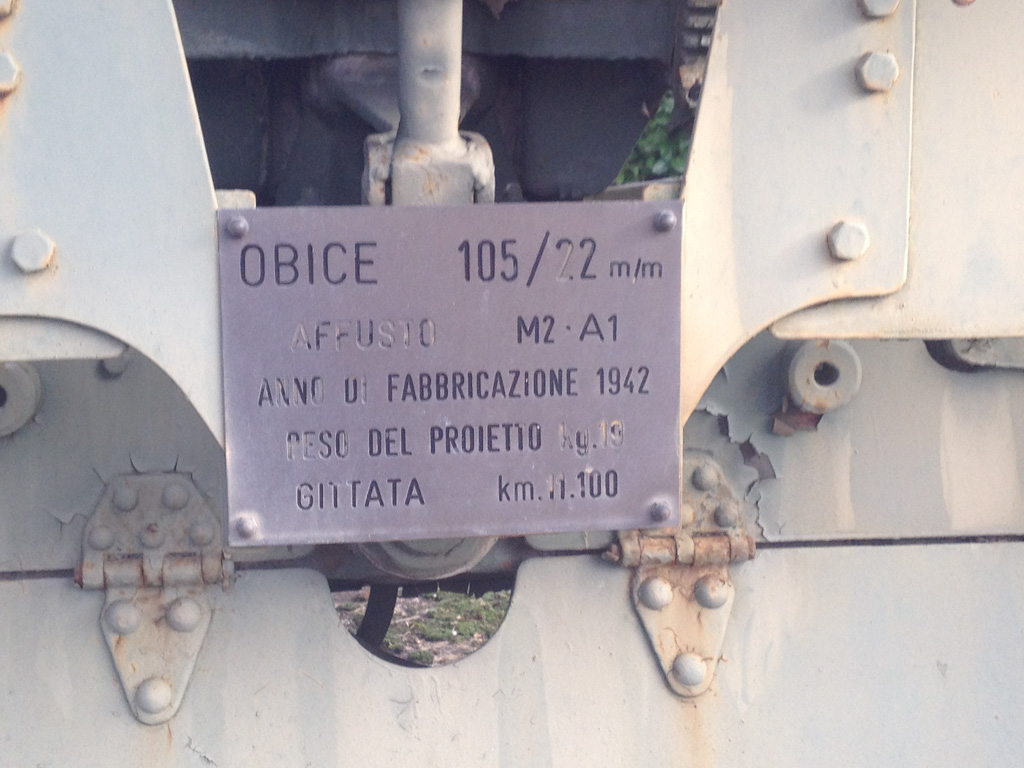 OBICE 105/22 m/m
AFFUSTO M2·A1
ANNO DI FABBRICAZIONE 1942
PESO DEL PROIETTO kg.19
GITTATA km.11.100